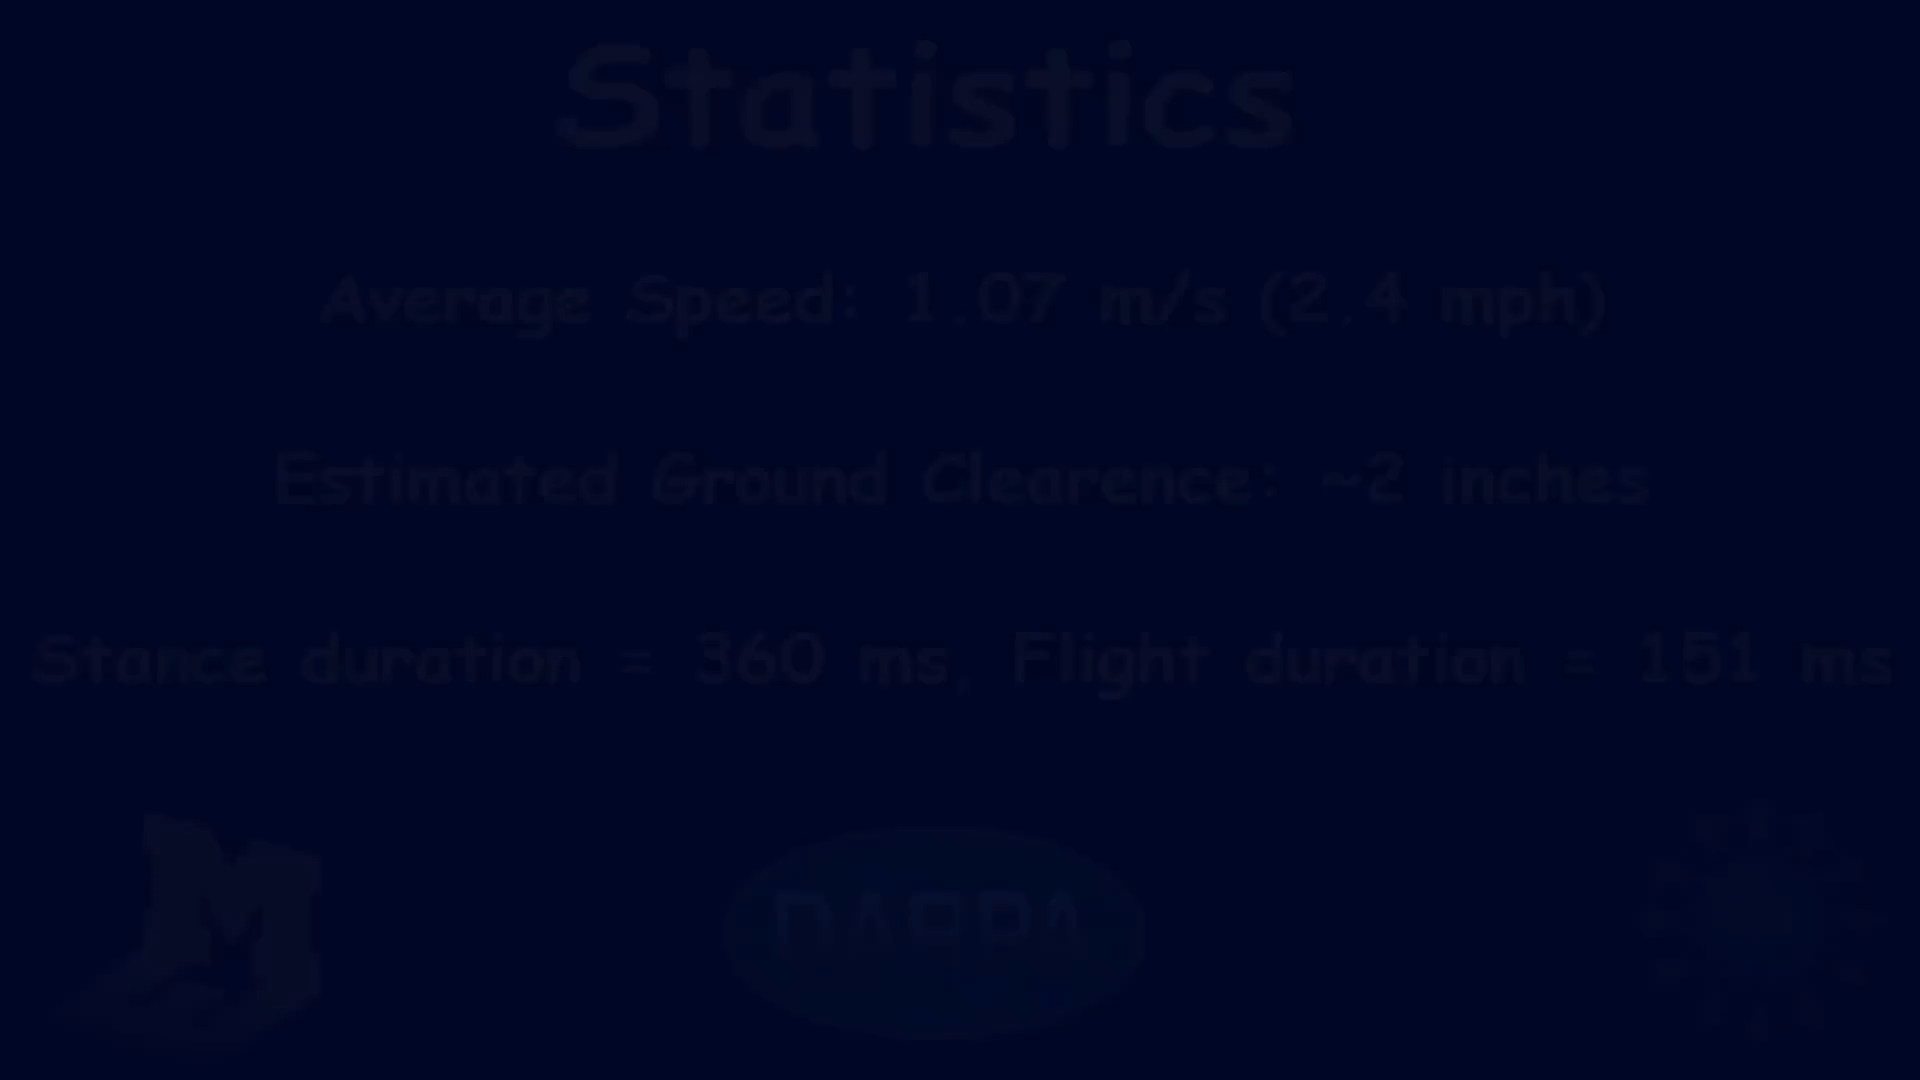 Statistics
Average Speed: 1.07 m/s (2.4 mph)
Estimated Ground Clearence: ~2 inches
Stance duration = 360 ms, Flight duration = 151 ms
M
DARPA